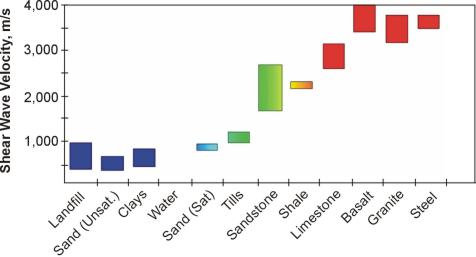 Shear Wave Velocity, m/s
4,000
3,000
2,000
1,000
Landfill
Sand (Unsat.)
Clays
Water
Sand (Sat)
Tills
Sandstone
Shale
Limestone
Basalt
Granite
Steel